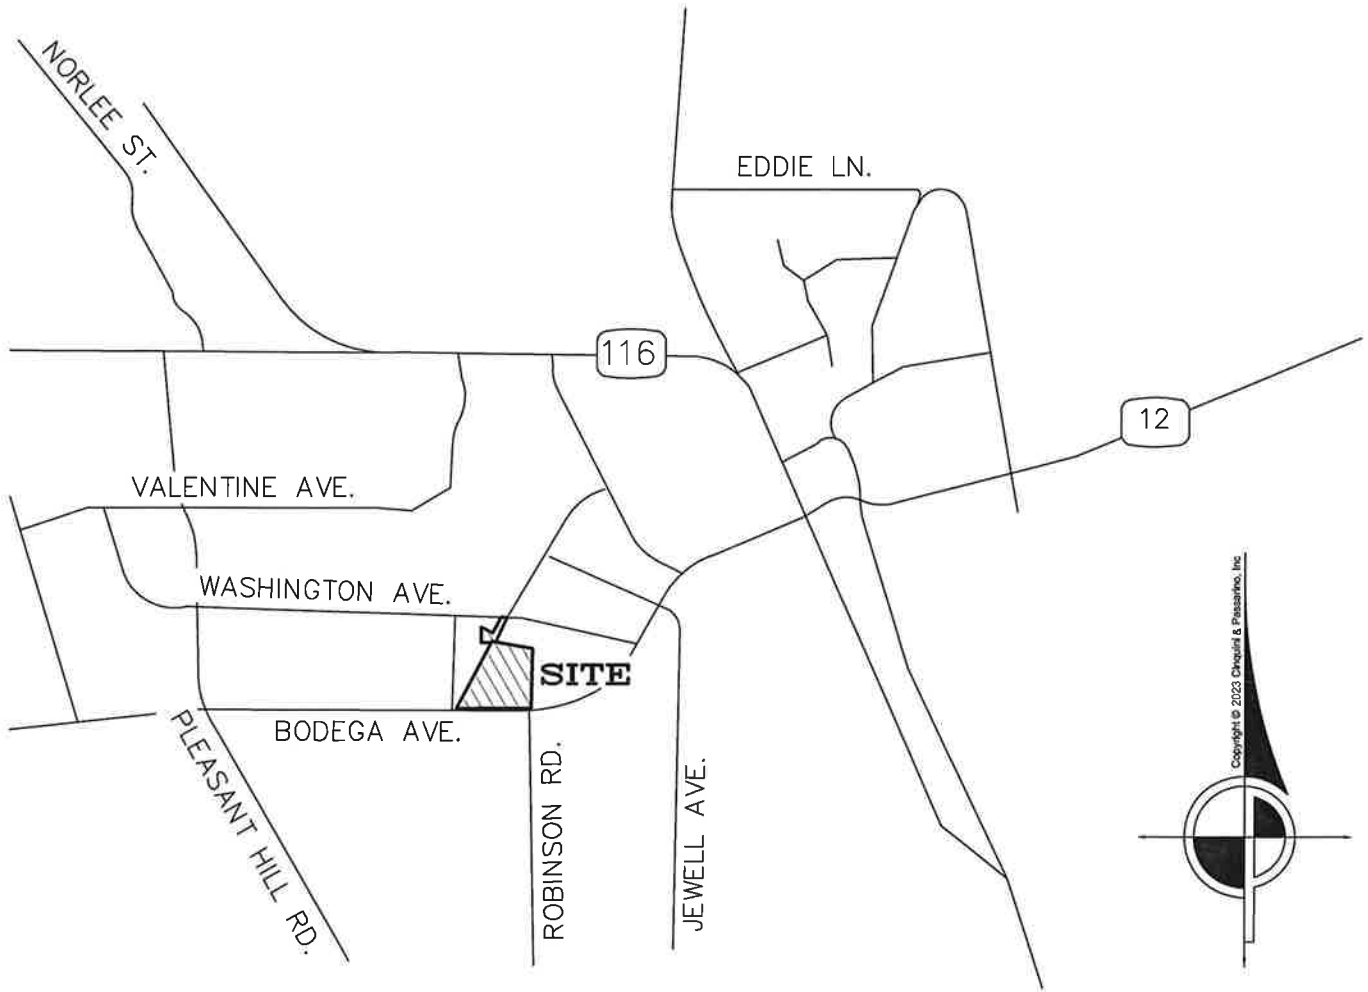 NORLEE ST.
EDDIE LN.
116
12
VALENTINE AVE.
WASHINGTON AVE.
SITE
BODEGA AVE.
PLEASANT HILL RD.
ROBINSON RD.
JEWELL AVE.
Copyright © 2023 Cinquini & Passarino, Inc